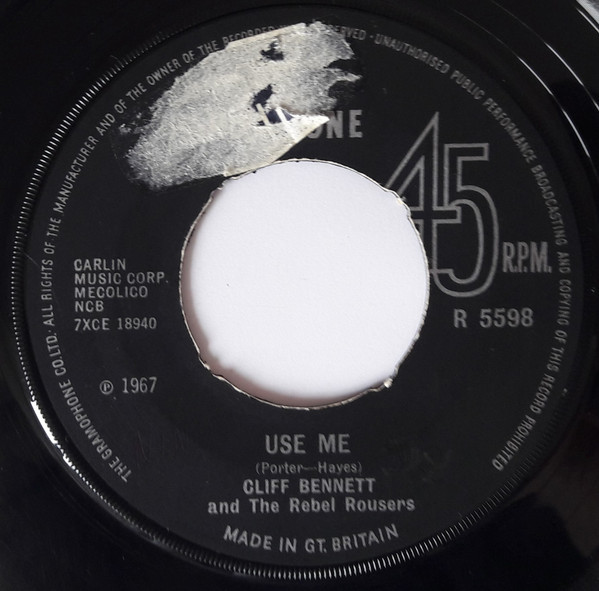 THE GRAMOPHONE CO.LTD. ALL RIGHTS OF THE MANUFACTURER AND OF THE OWNER OF THE RECORDED
UNAUTHORISED PUBLIC PERFORMANCE BROADCASTING AND COPYING OF THIS RECORD PROHIBITED
45
R.P.M.
CARLIN
MUSIC CORP.
MECOLICO
NCB
7XCE 18940
R 5598
℗ 1967
USE ME
(Porter—Hayes)
CLIFF BENNETT
and The Rebel Rousers
MADE IN GT. BRITAIN